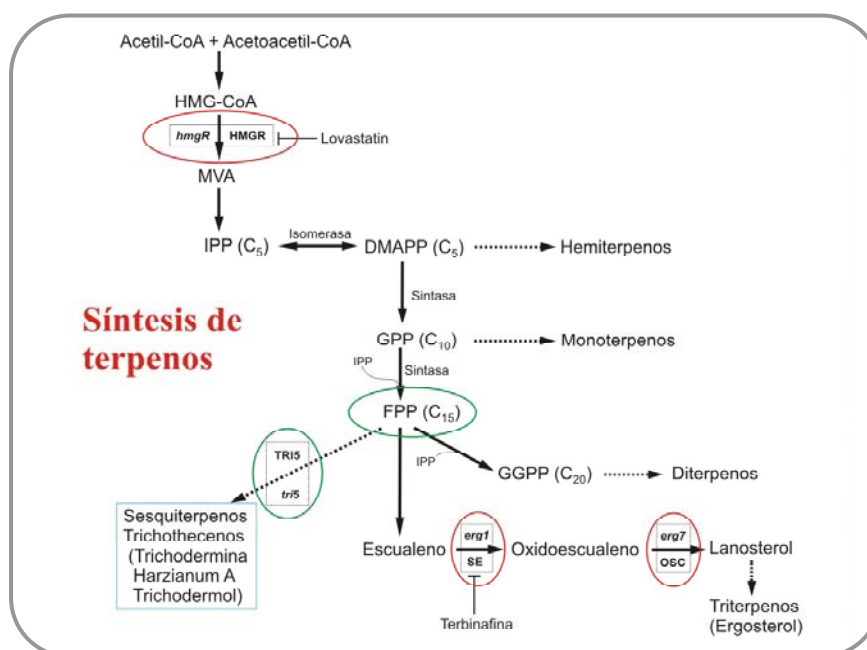 Acetil-CoA + Acetoacetil-CoA
HMG-CoA
hmgR HMGR
Lovastatin
MVA
IPP (C5)
Isomerasa
DMAPP (C5)
Hemiterpenos
Sintasa
Síntesis de
terpenos
GPP (C10)
Monoterpenos
IPP
Sintasa
FPP (C15)
TRI5
tri5
IPP
GGPP (C20)
Diterpenos
Sesquiterpenos
Trichothecenos
(Trichodermina
Harzianum A
Trichodermol)
Escualeno
erg1
SE
Oxidoescualeno
erg7
OSC
Lanosterol
Terbinafina
Triterpenos
(Ergosterol)